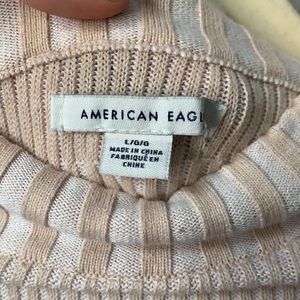 AMERICAN EAGL
L/G/G
MADE IN CHINA
FABRIQUÉ EN
CHINE